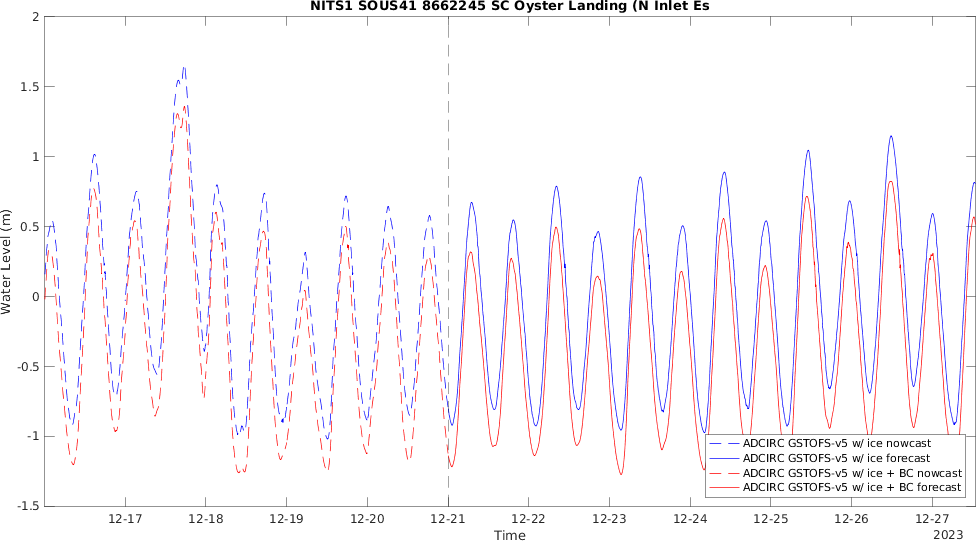 NITS1 SOUS41 8662245 SC Oyster Landing (N Inlet Es
2
1.5
1
0.5
0
-0.5
-1
-1.5
Water Level (m)
ADCIRC GSTOFS-v5 w/ ice nowcast
ADCIRC GSTOFS-v5 w/ ice forecast
ADCIRC GSTOFS-v5 w/ ice + BC nowcast
ADCIRC GSTOFS-v5 w/ ice + BC forecast
12-17 12-18 12-19 12-20 12-21 12-22 12-23 12-24 12-25 12-26 12-27
Time
2023